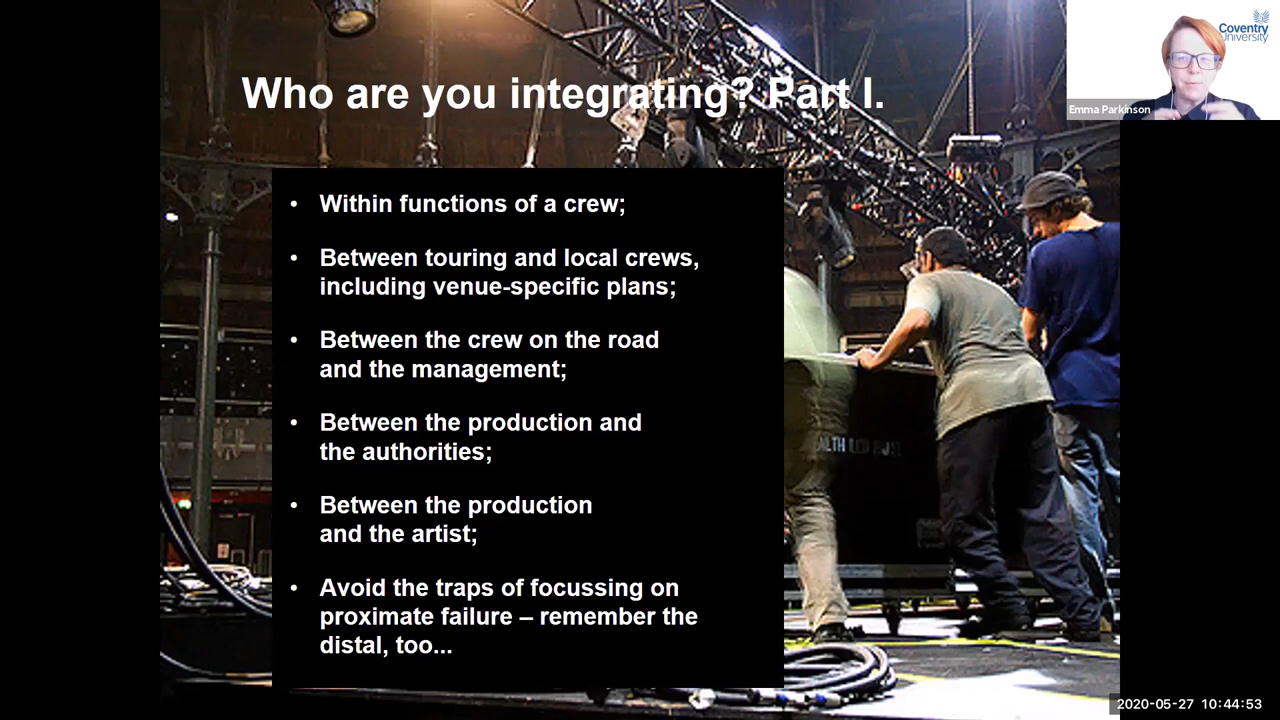 Who are you integrating? Part I.
Coventry
University
Emma Parkinson
• Within functions of a crew;
• Between touring and local crews,
including venue-specific plans;
• Between the crew on the road
and the management;
• Between the production and
the authorities;
• Between the production
and the artist;
• Avoid the traps of focussing on
proximate failure – remember the
distal, too...
2020-05-27 10:44:53